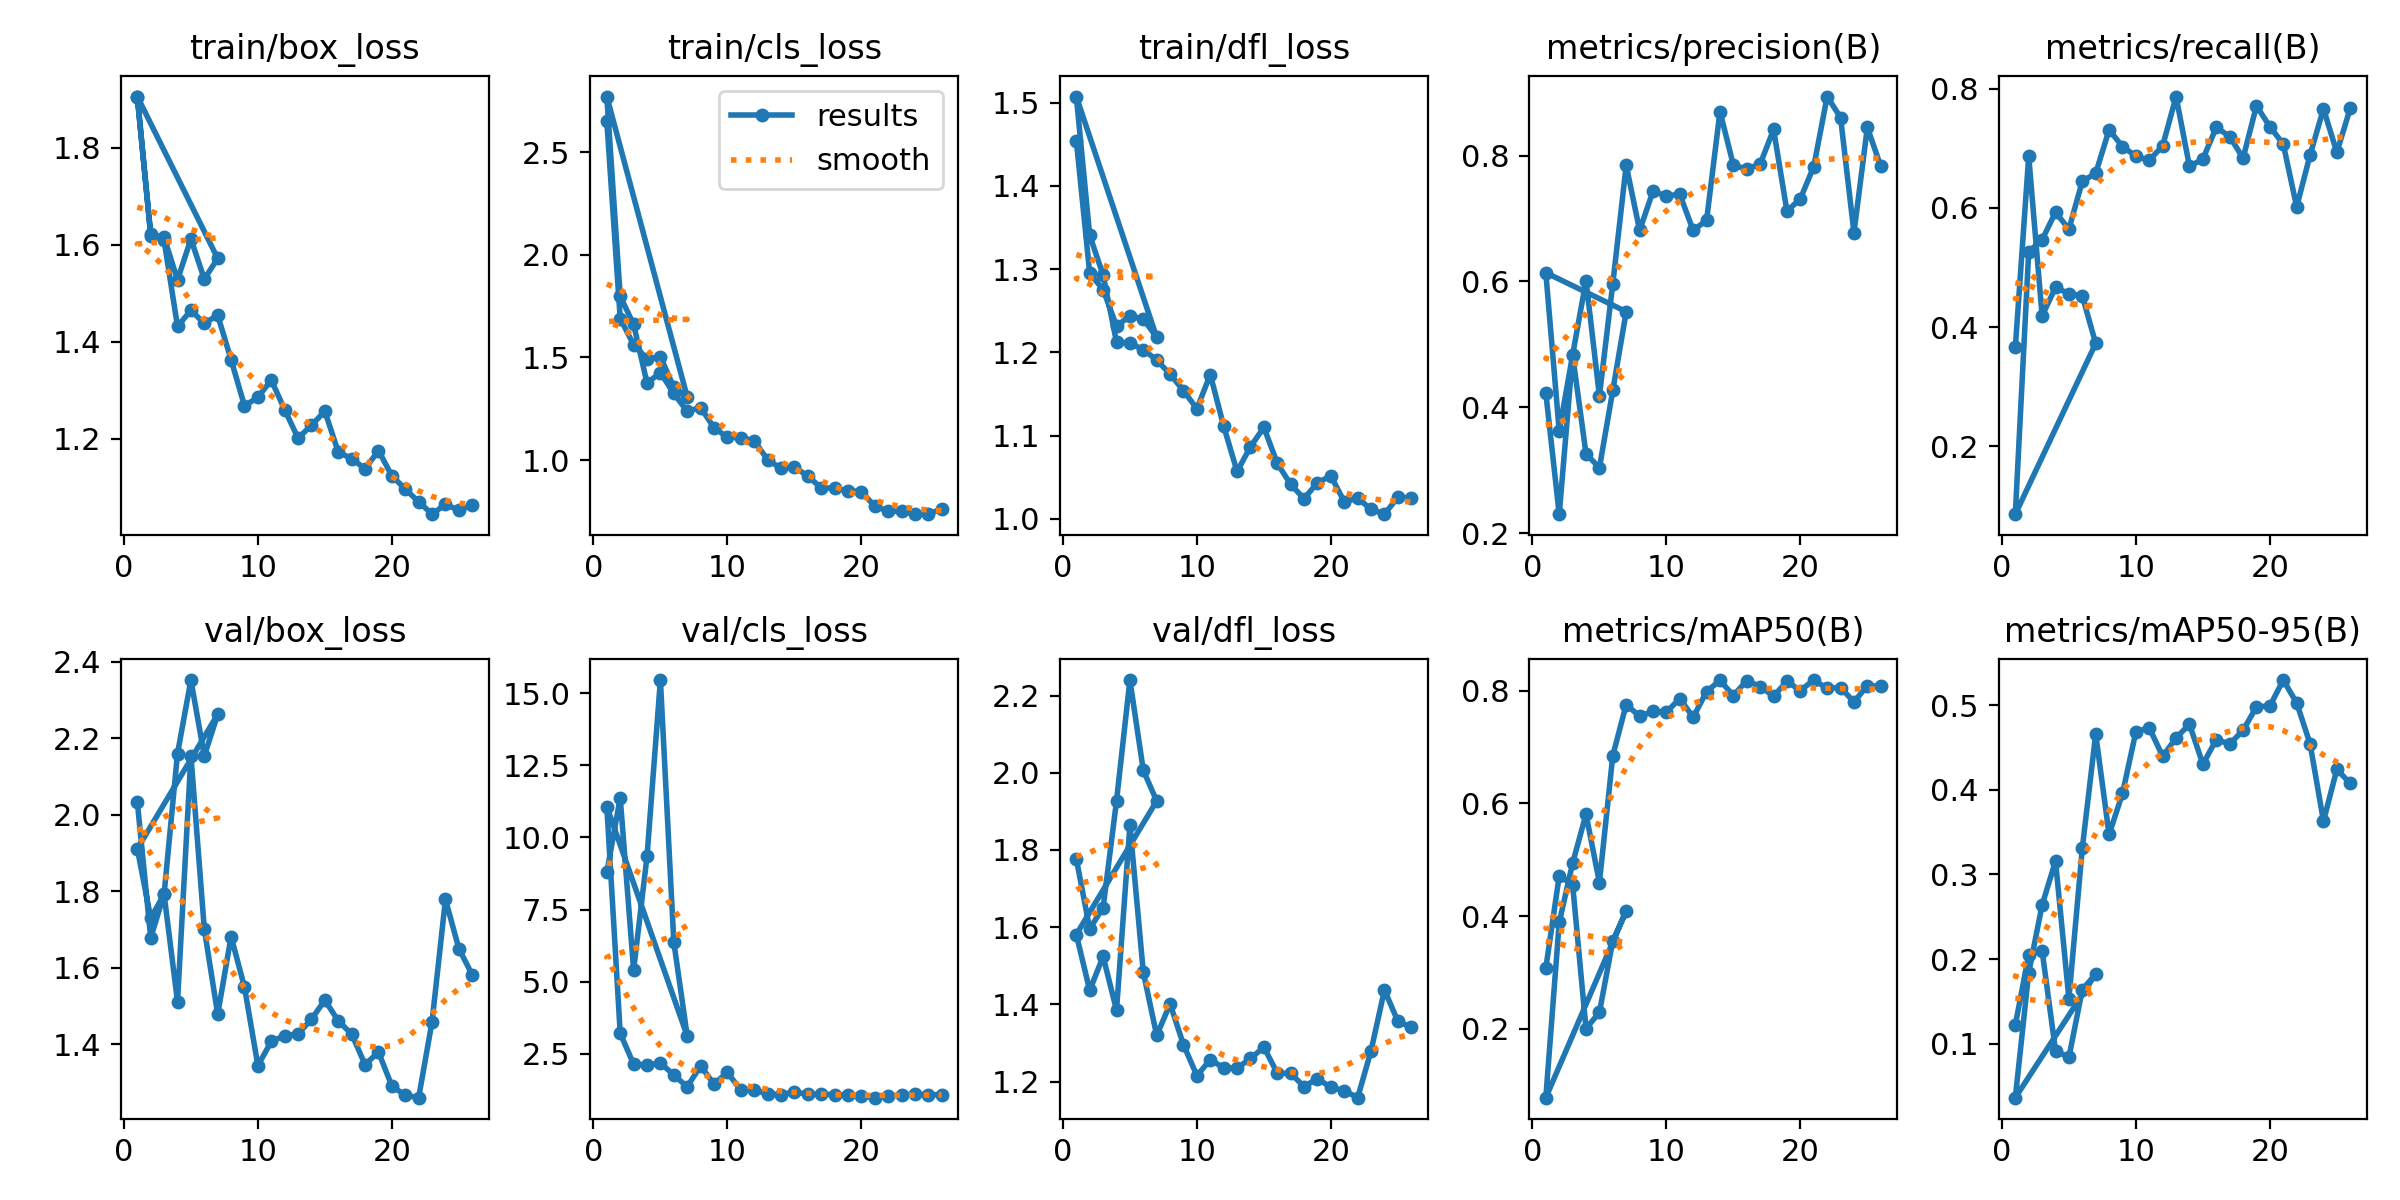 train/box_loss
1.8
1.6
1.4
1.2
0 10 20
train/cls_loss
results
smooth
2.5
2.0
1.5
1.0
0 10 20
train/dfl_loss
1.5
1.4
1.3
1.2
1.1
1.0
0 10 20
metrics/precision(B)
0.8
0.6
0.4
0.2
0 10 20
metrics/recall(B)
0.8
0.6
0.4
0.2
0 10 20
val/box_loss
2.4
2.2
2.0
1.8
1.6
1.4
0 10 20
val/cls_loss
15.0
12.5
10.0
7.5
5.0
2.5
0 10 20
val/dfl_loss
2.2
2.0
1.8
1.6
1.4
1.2
0 10 20
metrics/mAP50(B)
0.8
0.6
0.4
0.2
0 10 20
metrics/mAP50-95(B)
0.5
0.4
0.3
0.2
0.1
0 10 20